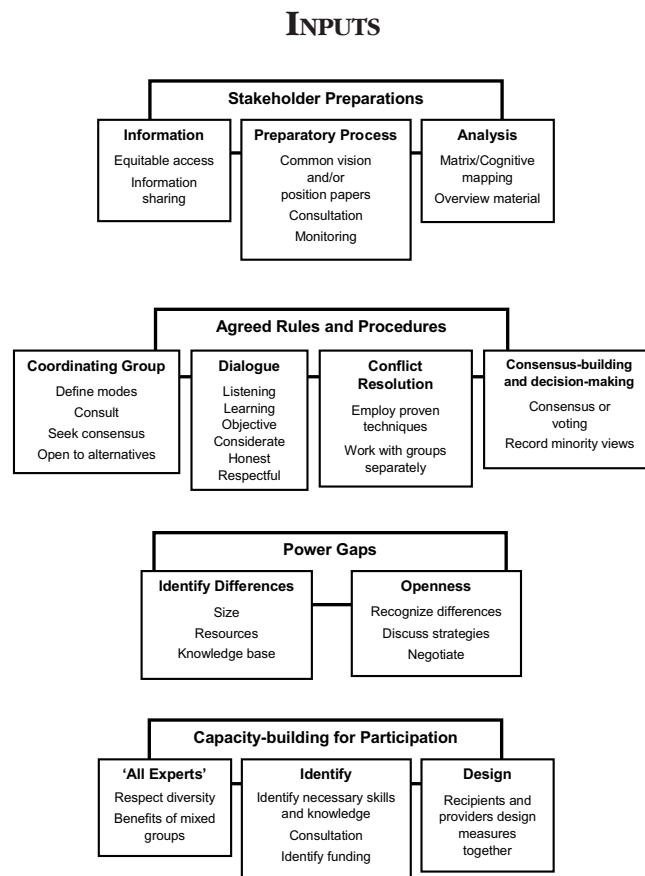 INPUTS
Stakeholder Preparations
Information
Equitable access
Information
sharing
Preparatory Process
Common vision
and/or
position papers
Consultation
Monitoring
Analysis
Matrix/Cognitive
mapping
Overview material
Agreed Rules and Procedures
Coordinating Group
Define modes
Consult
Seek consensus
Open to alternatives
Dialogue
Listening
Learning
Objective
Considerate
Honest
Respectful
Conflict
Resolution
Employ proven
techniques
Work with groups
separately
Consensus-building
and decision-making
Consensus or
voting
Record minority views
Power Gaps
Identify Differences
Size
Resources
Knowledge base
Openness
Recognize differences
Discuss strategies
Negotiate
Capacity-building for Participation
‘All Experts’
Respect diversity
Benefits of mixed
groups
Identify
Identify necessary skills
and knowledge
Consultation
Identify funding
Design
Recipients and
providers design
measures
together